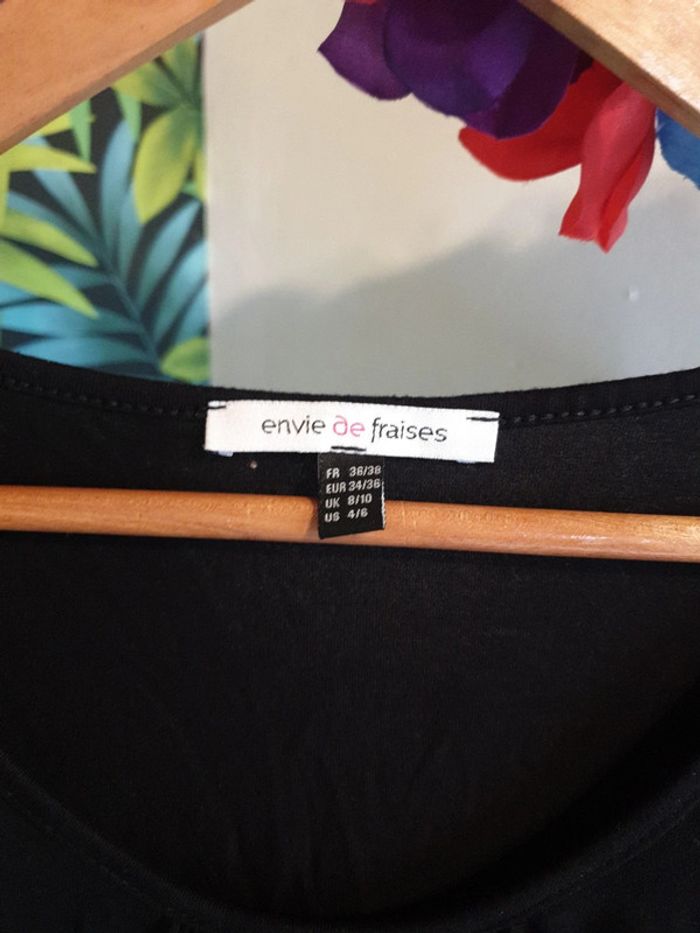 envie de fraises
FR 36/38
EUR 34/36
UK 8/10
US 4/6